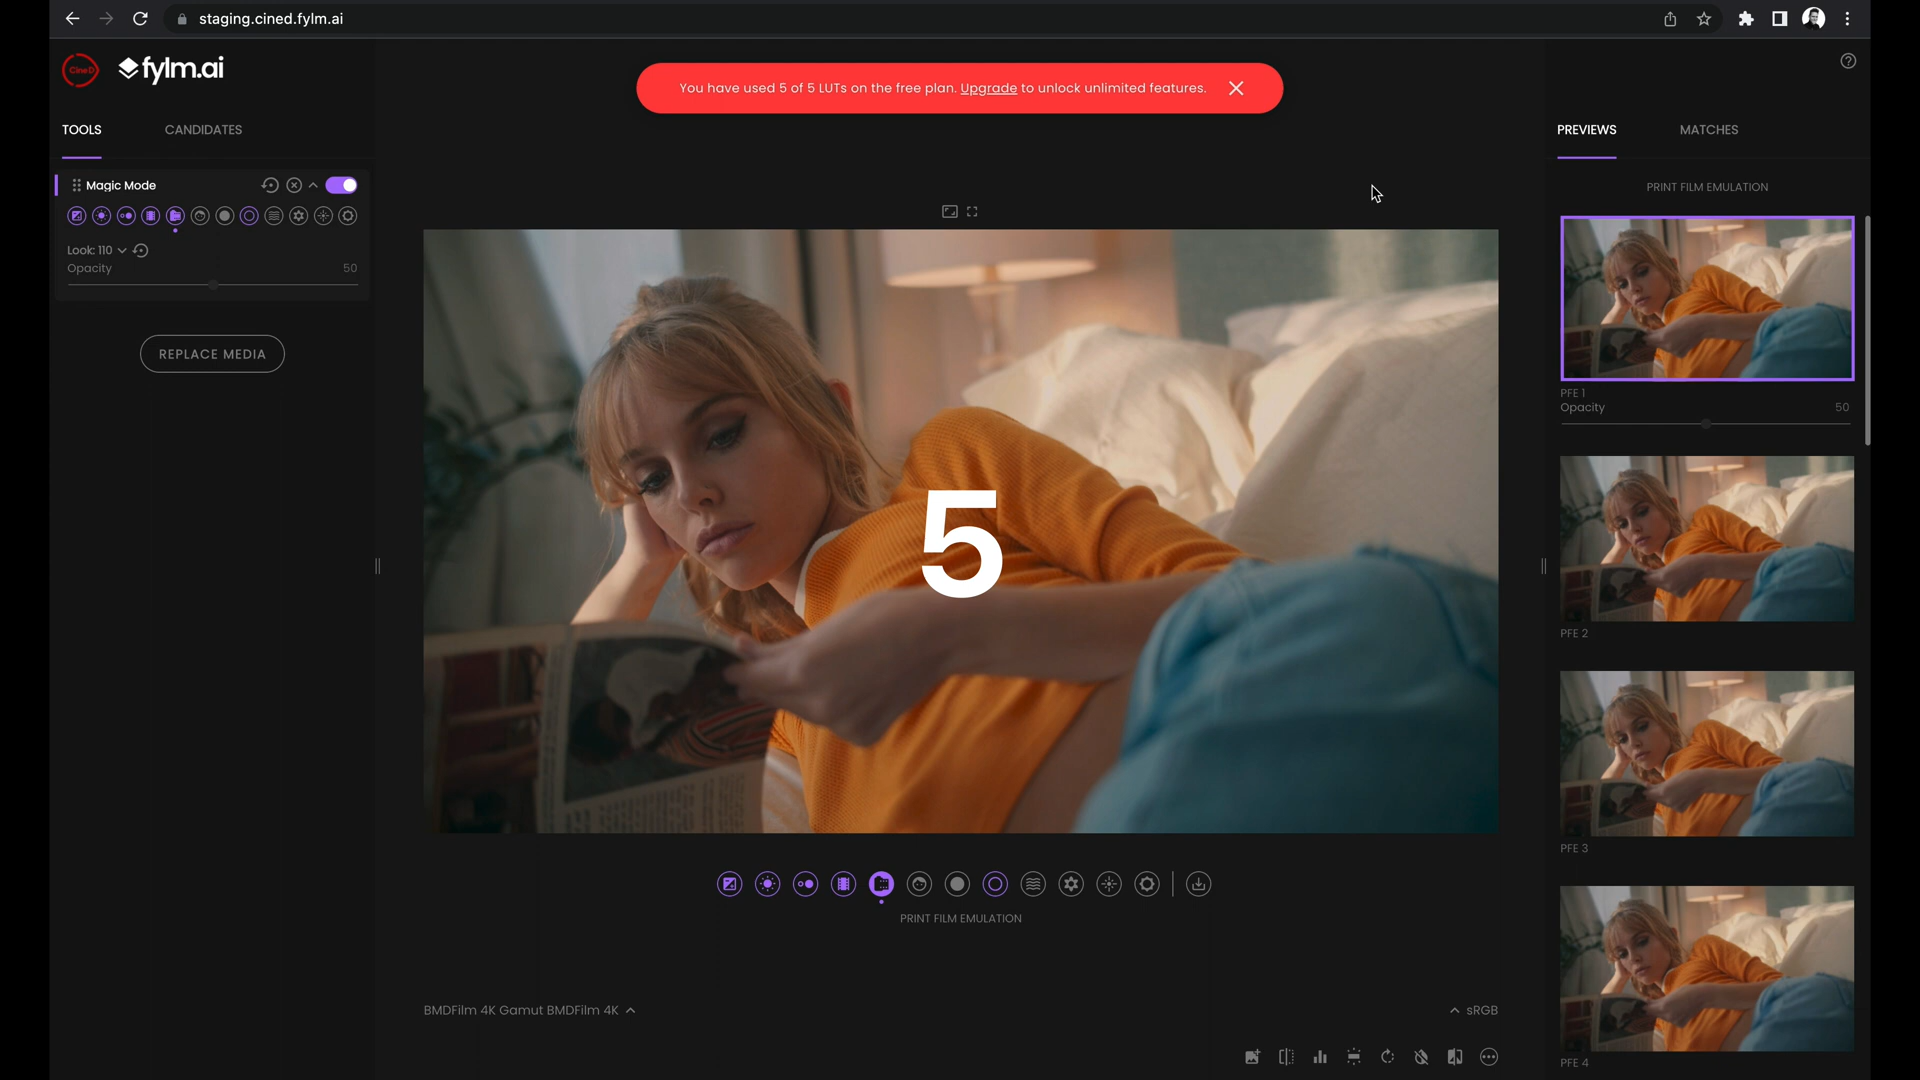 staging.cined.fylm.ai
CineD
fylm.ai
You have used 5 of 5 LUTs on the free plan. Upgrade to unlock unlimited features.
TOOLS
CANDIDATES
PREVIEWS
MATCHES
Magic Mode
PRINT FILM EMULATION
Look: 110
Opacity
50
REPLACE MEDIA
PFE 1
Opacity
50
5
PFE 2
PFE 3
PRINT FILM EMULATION
BMDFilm 4K Gamut BMDFilm 4K
sRGB
PFE 4